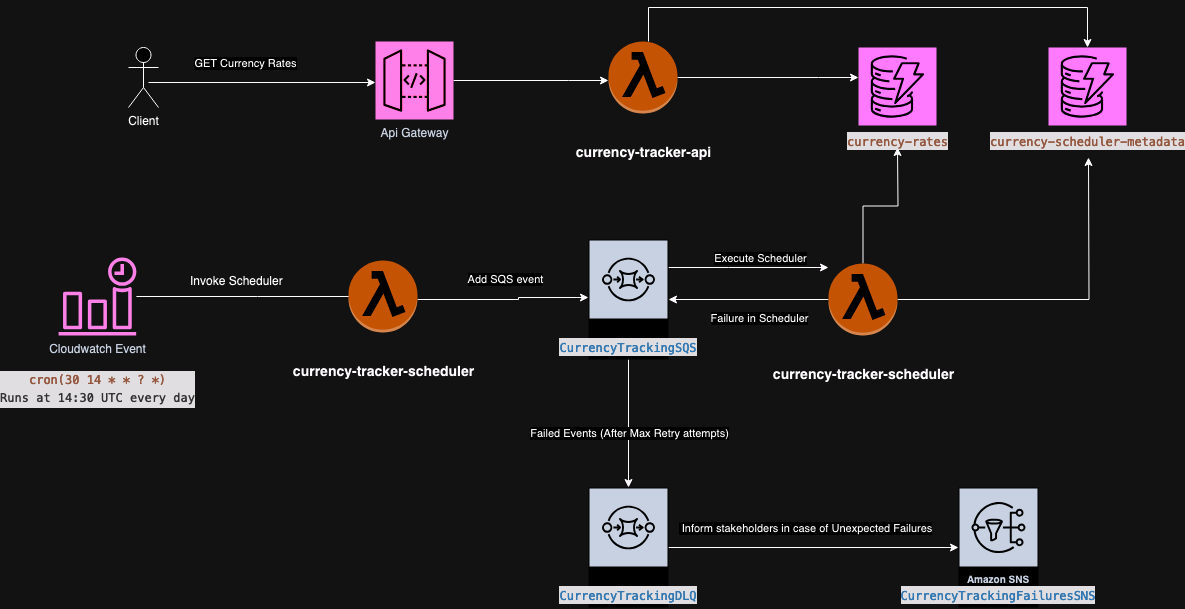 GET Currency Rates
Client
Api Gateway
currency-tracker-api
currency-rates
currency-scheduler-metadata
Invoke Scheduler
Add SQS event
Execute Scheduler
Failure in Scheduler
Cloudwatch Event
cron(30 14 * * ? *)
Runs at 14:30 UTC every day
currency-tracker-scheduler
CurrencyTrackingSQS
currency-tracker-scheduler
Failed Events (After Max Retry attempts)
Inform stakeholders in case of Unexpected Failures
Amazon SNS
CurrencyTrackingDLQ
CurrencyTrackingFailuresSNS